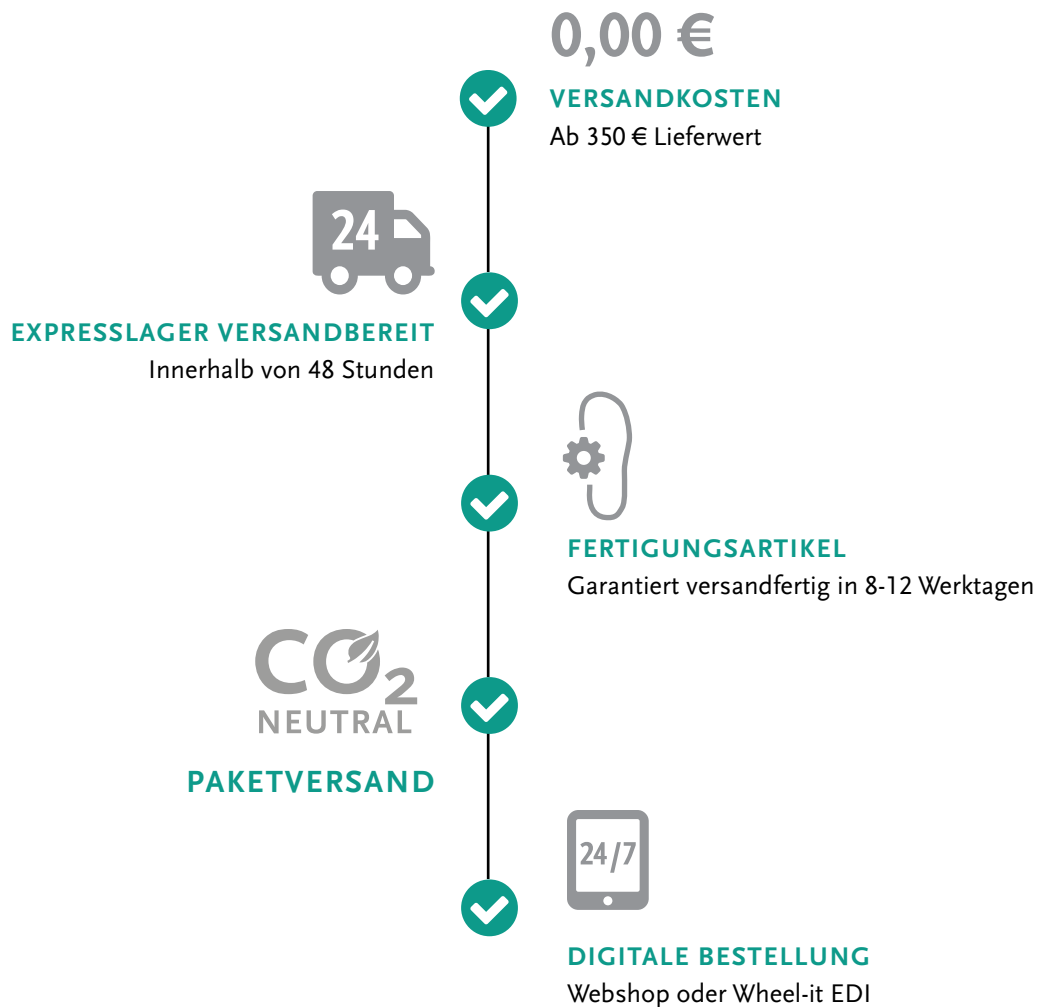 0,00 €
VERSANDKOSTEN
Ab 350 € Lieferwert
24
EXPRESSLAGER VERSANDBEREIT
Innerhalb von 48 Stunden
FERTIGUNGSARTIKEL
Garantiert versandfertig in 8-12 Werktagen
CO₂
NEUTRAL
PAKETVERSAND
24/7
DIGITALE BESTELLUNG
Webshop oder Wheel-it EDI